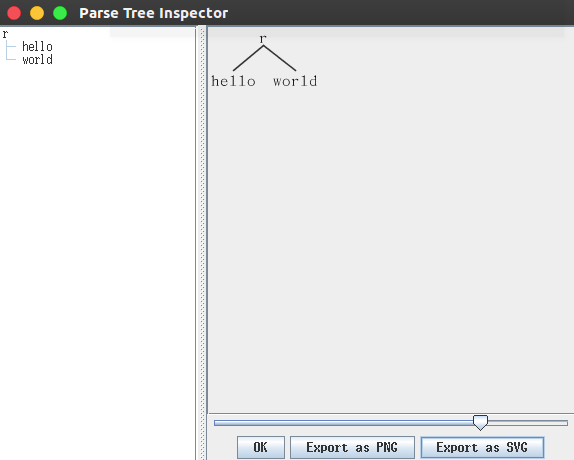 Parse Tree Inspector
r
hello
world
r
hello world
OK Export as PNG Export as SVG